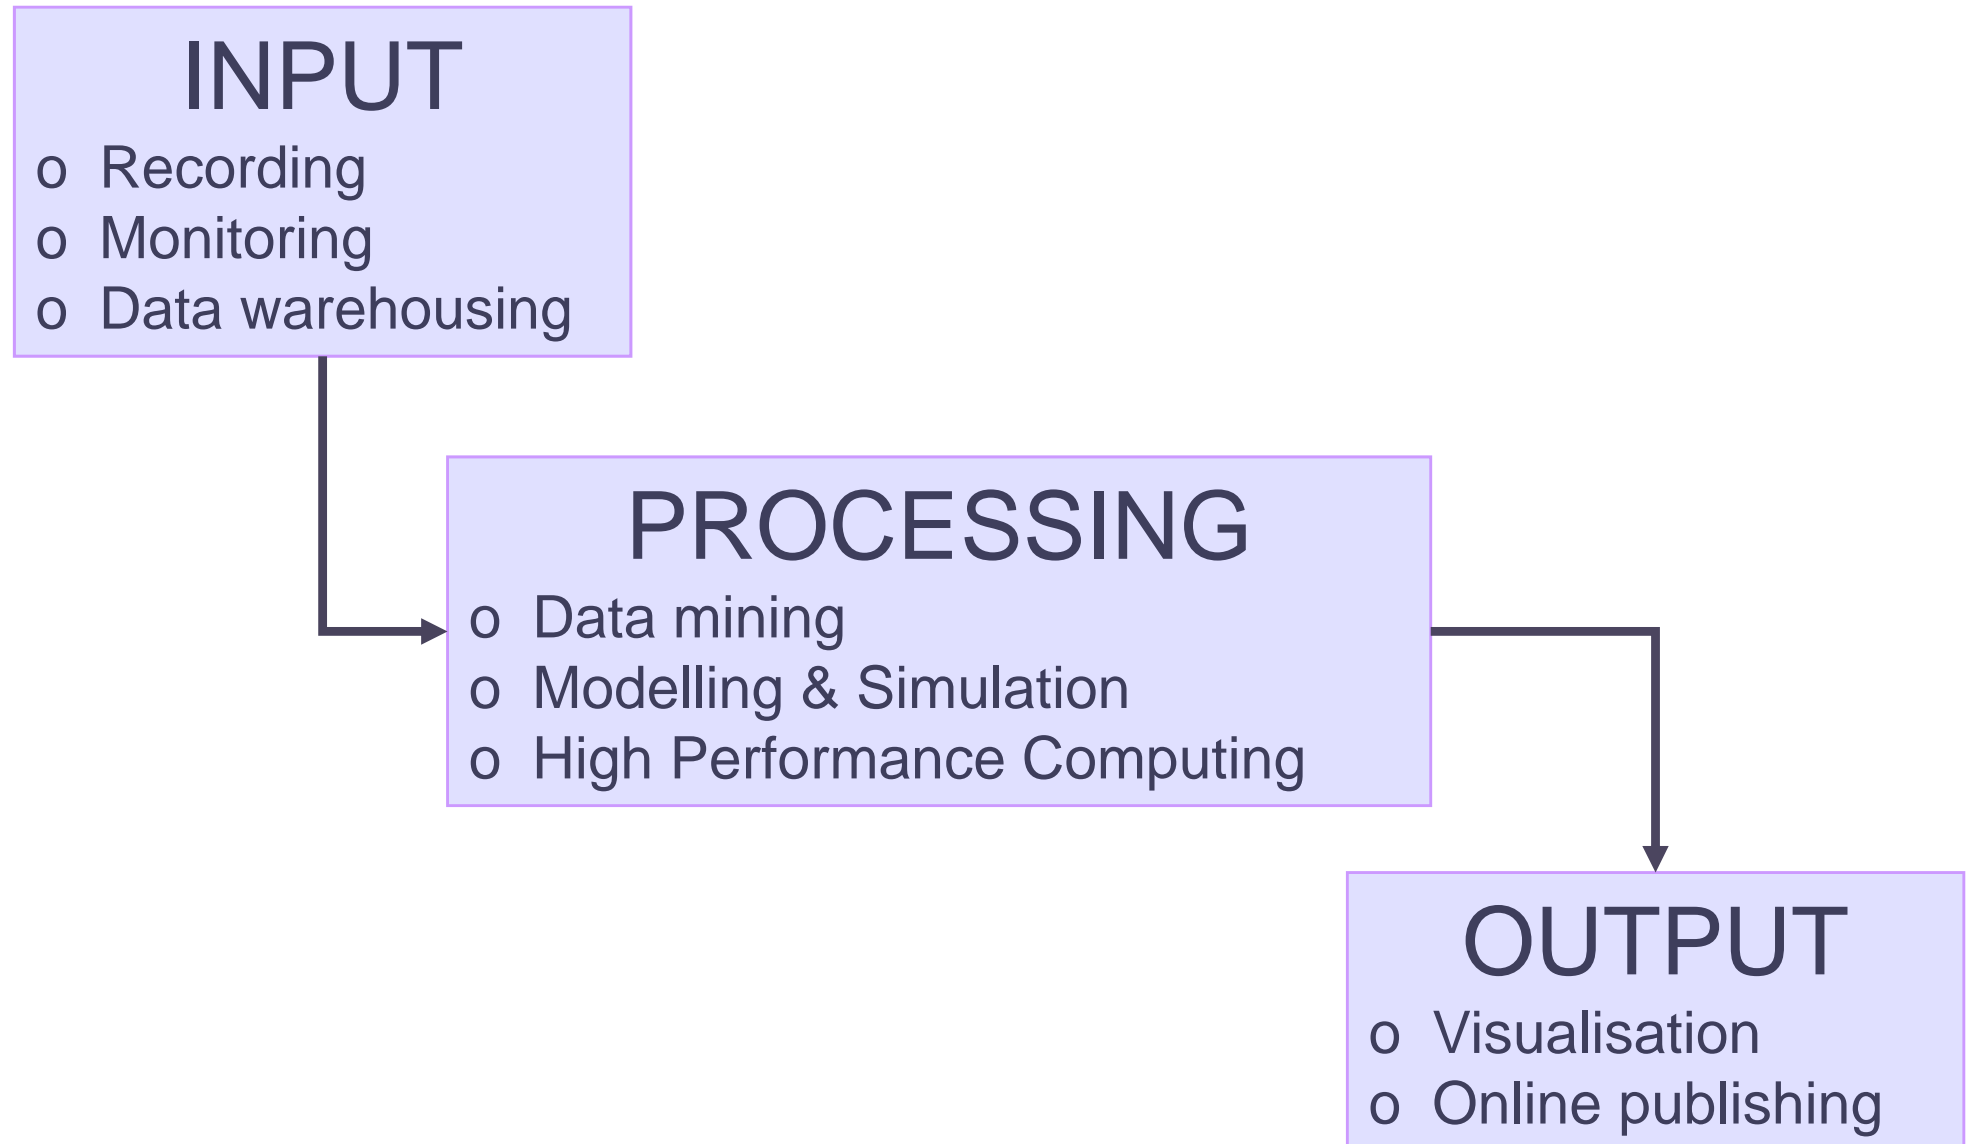 INPUT
o Recording
o Monitoring
o Data warehousing
PROCESSING
o Data mining
o Modelling & Simulation
o High Performance Computing
OUTPUT
o Visualisation
o Online publishing